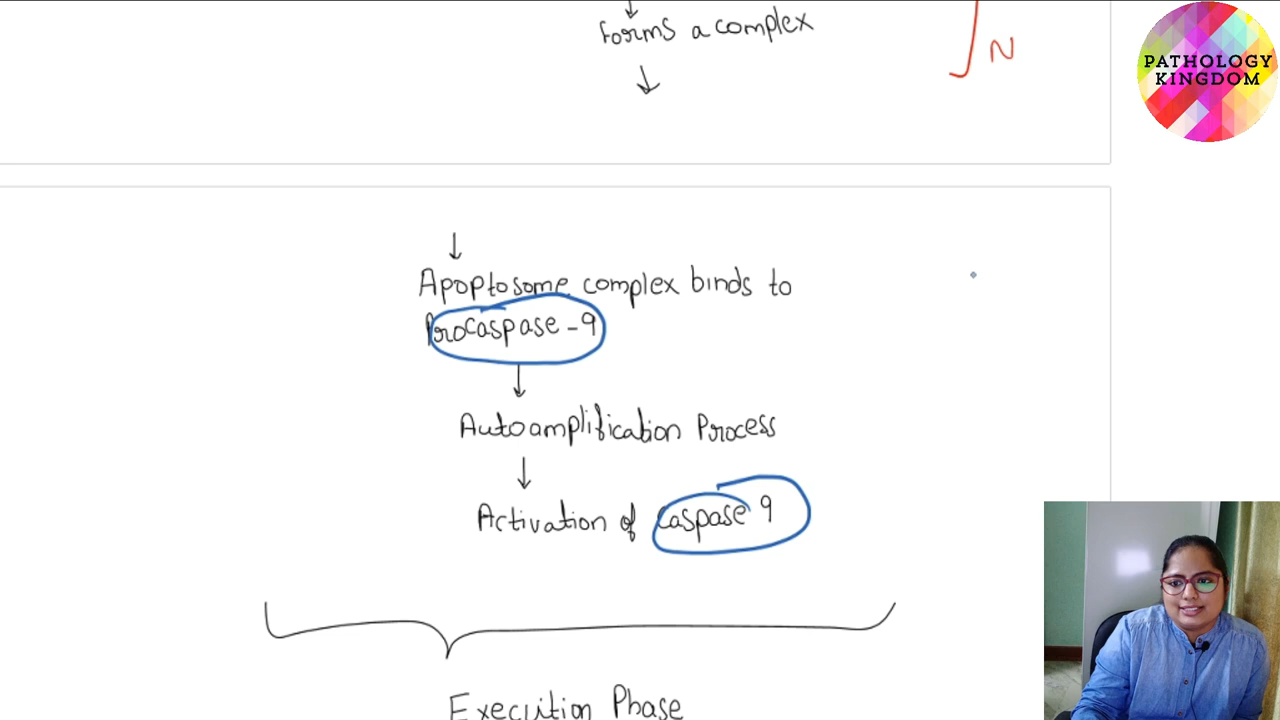 Forms a complex
N
PATHOLOGY
KINGDOM
Apoptosome complex binds to
Procaspase-9
Autoamplification Process
Activation of Caspase 9
Execution Phase